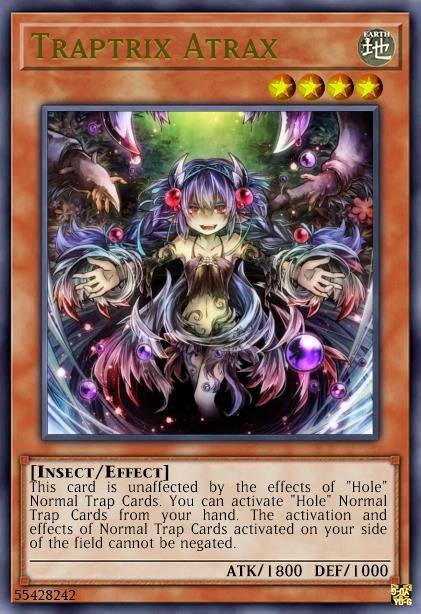 Traptrix Atrax
EARTH
地
[Insect/Effect]
This card is unaffected by the effects of "Hole"
Normal Trap Cards. You can activate "Hole" Normal
Trap Cards from your hand. The activation and
effects of Normal Trap Cards activated on your side
of the field cannot be negated.
ATK/1800 DEF/1000
55428242